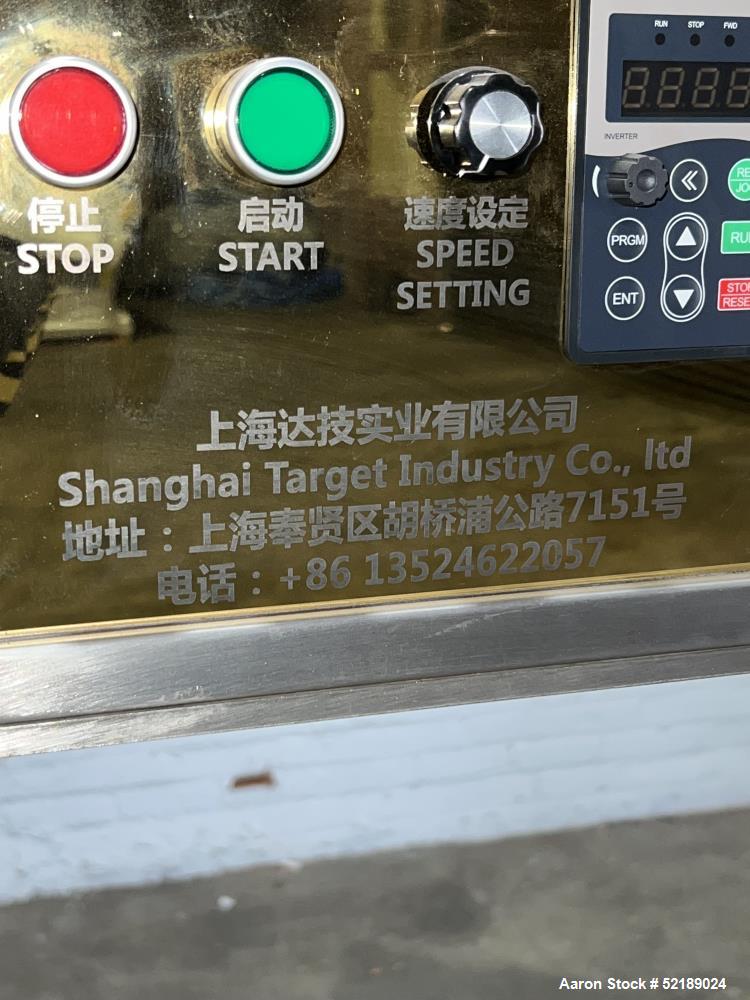 RUN STOP FWD
8888
INVERTER
PRGM
ENT
停止
STOP
启动
START
速度设定
SPEED
SETTING
上海达技实业有限公司
Shanghai Target Industry Co., ltd
地址：上海奉贤区胡桥浦公路7151号
电话：+86 13524622057
Aaron Stock # 52189024